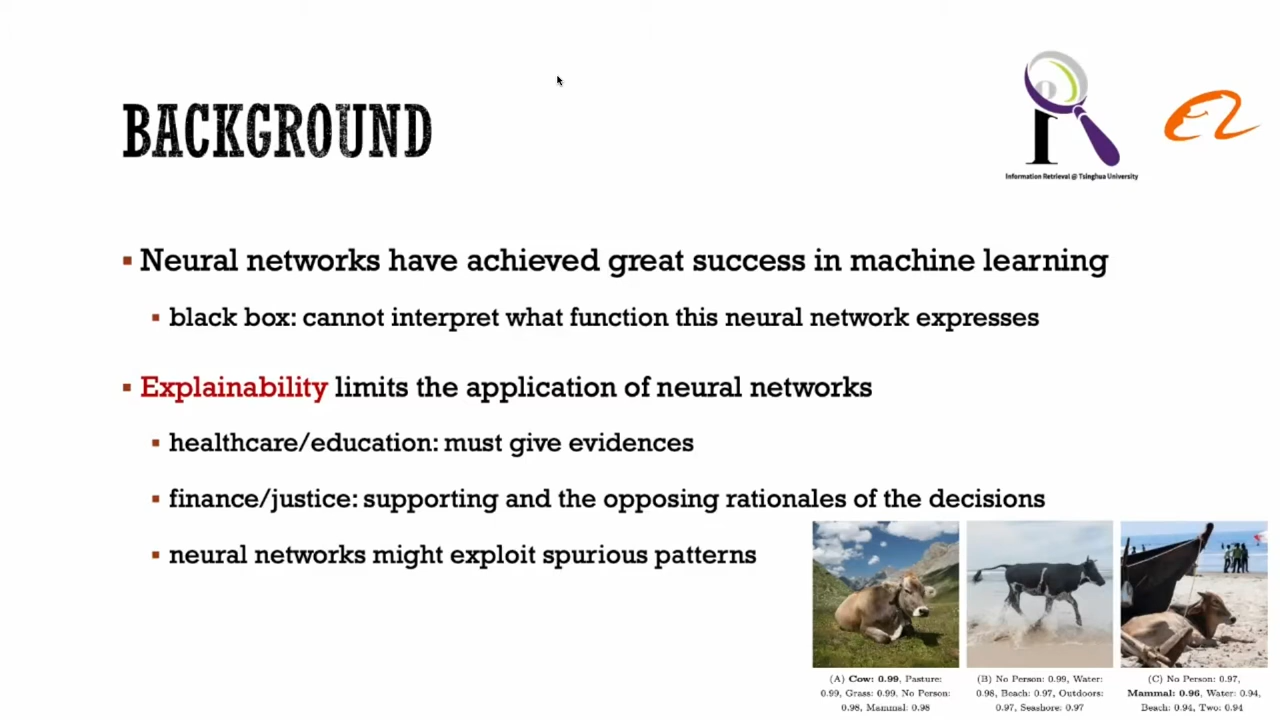 BACKGROUND
Information Retrieval @ Tsinghua University
Neural networks have achieved great success in machine learning
black box: cannot interpret what function this neural network expresses
Explainability limits the application of neural networks
healthcare/education: must give evidences
finance/justice: supporting and the opposing rationales of the decisions
neural networks might exploit spurious patterns
(A) Cow: 0.99, Pasture:
0.99, Grass: 0.99, No Person:
0.98, Mammal: 0.98
(B) No Person: 0.99, Water:
0.98, Beach: 0.97, Outdoors:
0.97, Seashore: 0.97
(C) No Person: 0.97,
Mammal: 0.96, Water: 0.94,
Beach: 0.94, Two: 0.94